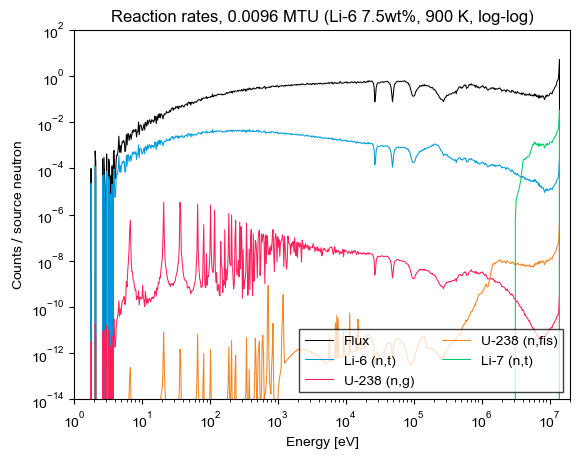 Reaction rates, 0.0096 MTU (Li-6 7.5wt%, 900 K, log-log)
Counts / source neutron
10^2
10^0
10^−2
10^−4
10^−6
10^−8
10^−10
10^−12
10^−14
Flux
Li-6 (n,t)
U-238 (n,g)
U-238 (n,fis)
Li-7 (n,t)
10^0 10^1 10^2 10^3 10^4 10^5 10^6 10^7
Energy [eV]